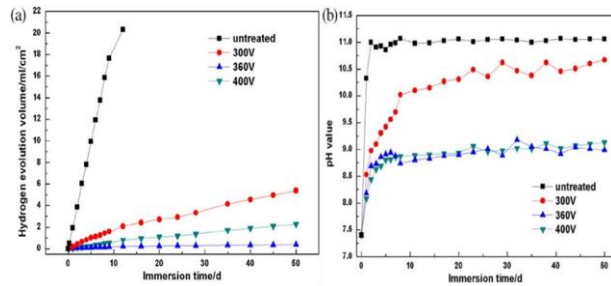 (a)
Hydrogen evolution volume/ml/cm²
22
20
18
16
14
12
10
8
6
4
2
0
untreated
300V
360V
400V
0 10 20 30 40 50
Immersion time/d
(b)
pH value
11.5
11.0
10.5
10.0
9.5
9.0
8.5
8.0
7.5
7.0
untreated
300V
360V
400V
0 10 20 30 40 50
Immersion time/d